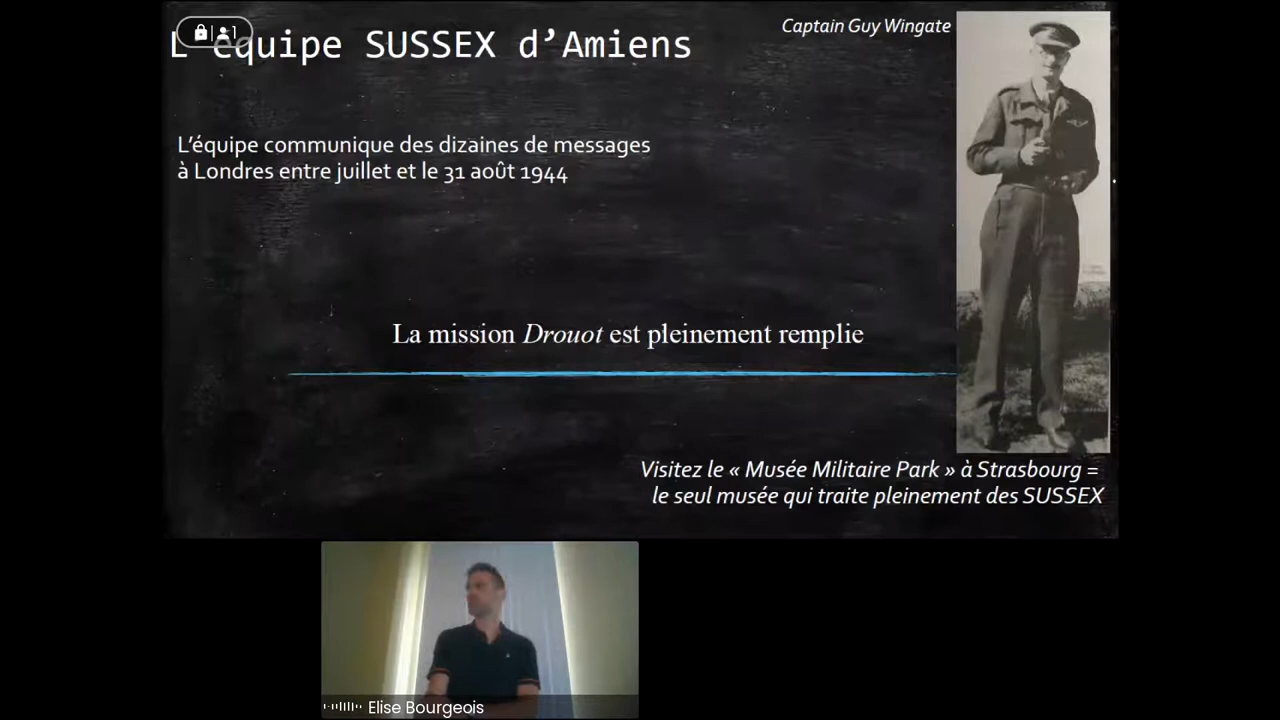 L'équipe SUSSEX d'Amiens
1
Captain Guy Wingate
L'équipe communique des dizaines de messages
à Londres entre juillet et le 31 août 1944
La mission Drouot est pleinement remplie
Visitez le « Musée Militaire Park » à Strasbourg =
le seul musée qui traite pleinement des SUSSEX
Elise Bourgeois